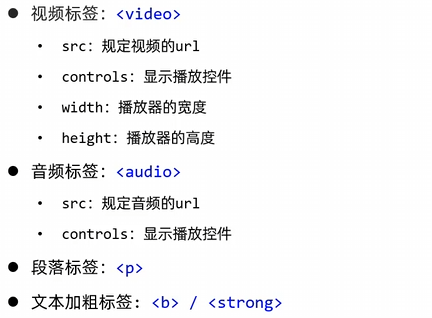 ● 视频标签：<video>
• src：规定视频的url
• controls：显示播放控件
• width：播放器的宽度
• height：播放器的高度
● 音频标签：<audio>
• src：规定音频的url
• controls：显示播放控件
● 段落标签：<p>
● 文本加粗标签：<b> / <strong>